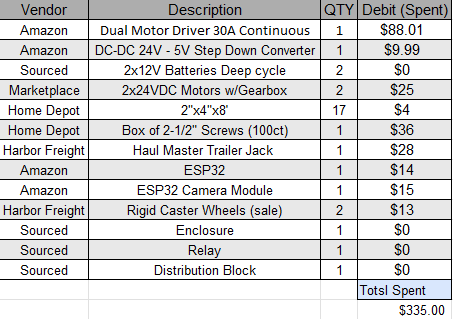 Vendor Description QTY Debit (Spent)
Amazon Dual Motor Driver 30A Continuous 1 $88.01
Amazon DC-DC 24V - 5V Step Down Converter 1 $9.99
Sourced 2x12V Batteries Deep cycle 2 $0
Marketplace 2x24VDC Motors w/Gearbox 2 $25
Home Depot 2"x4"x8' 17 $4
Home Depot Box of 2-1/2" Screws (100ct) 1 $36
Harbor Freight Haul Master Trailer Jack 1 $28
Amazon ESP32 1 $14
Amazon ESP32 Camera Module 1 $15
Harbor Freight Rigid Caster Wheels (sale) 2 $13
Sourced Enclosure 1 $0
Sourced Relay 1 $0
Sourced Distribution Block 1 $0
Totsl Spent
$335.00